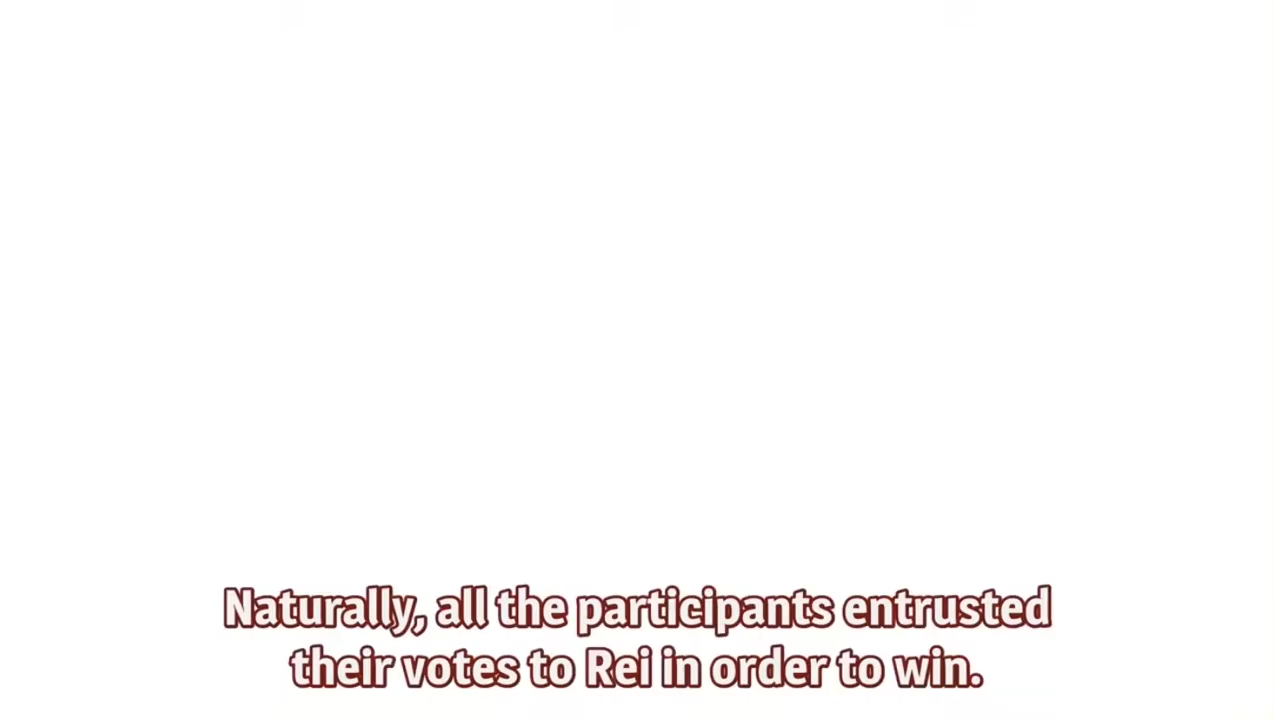 Naturally, all the participants entrusted
their votes to Rei in order to win.